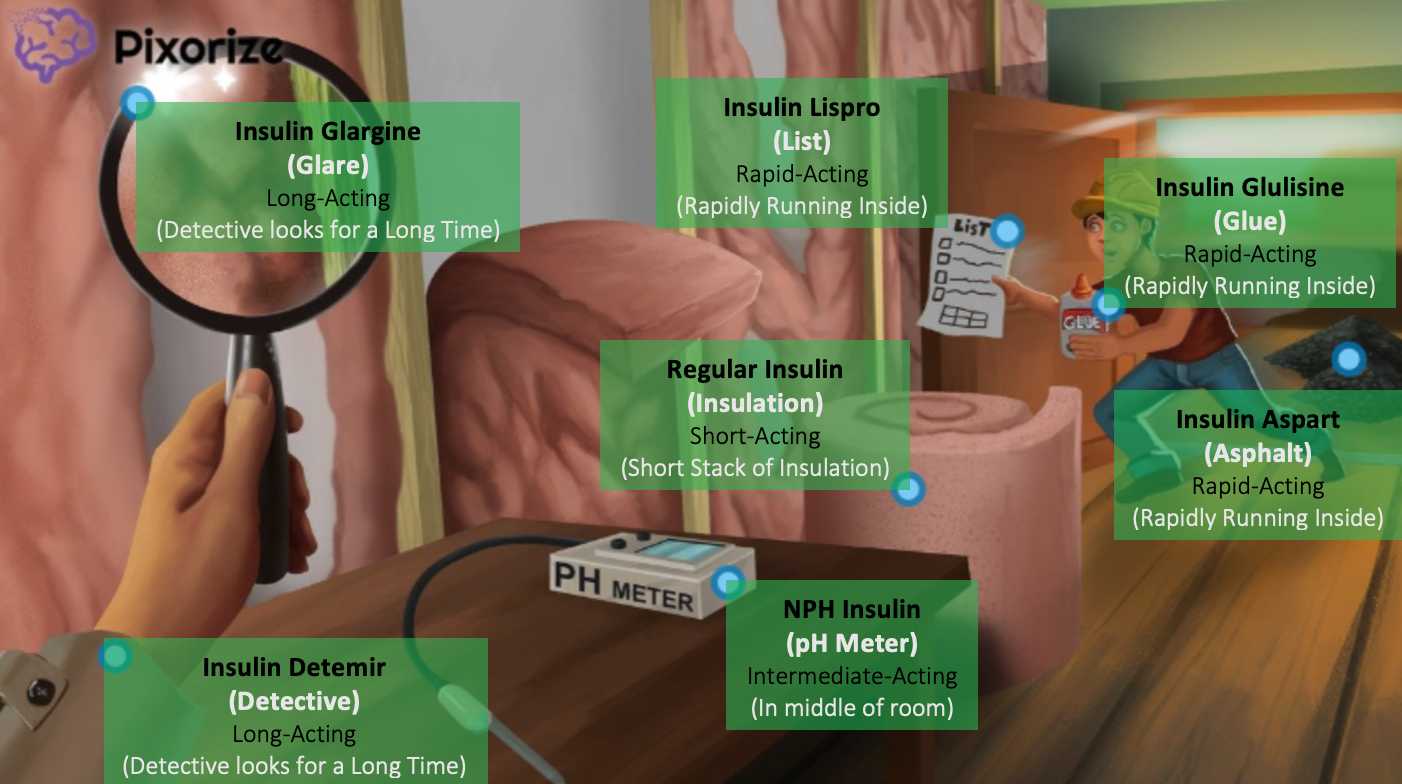 Pixorize
Insulin Glargine
(Glare)
Long-Acting
(Detective looks for a Long Time)
Insulin Lispro
(List)
Rapid-Acting
(Rapidly Running Inside)
Insulin Glulisine
(Glue)
Rapid-Acting
(Rapidly Running Inside)
LIST
GLUE
Regular Insulin
(Insulation)
Short-Acting
(Short Stack of Insulation)
Insulin Aspart
(Asphalt)
Rapid-Acting
(Rapidly Running Inside)
PH METER
NPH Insulin
(pH Meter)
Intermediate-Acting
(In middle of room)
Insulin Detemir
(Detective)
Long-Acting
(Detective looks for a Long Time)